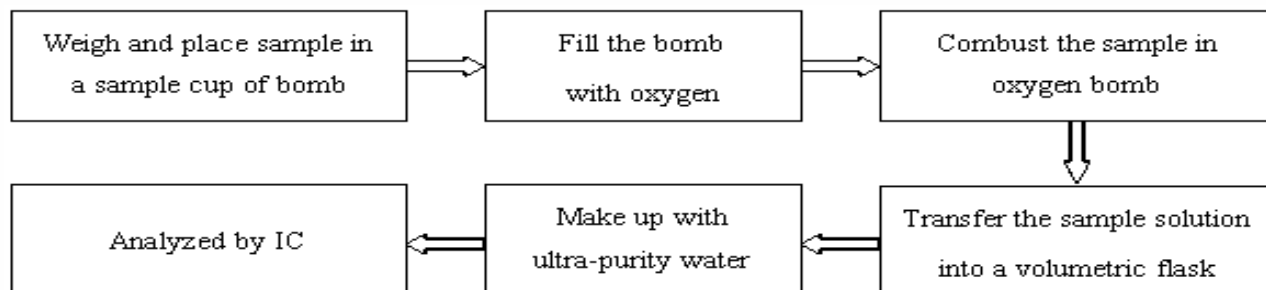 Weigh and place sample in
a sample cup of bomb
Fill the bomb
with oxygen
Combust the sample in
oxygen bomb
Transfer the sample solution
into a volumetric flask
Make up with
ultra-purity water
Analyzed by IC